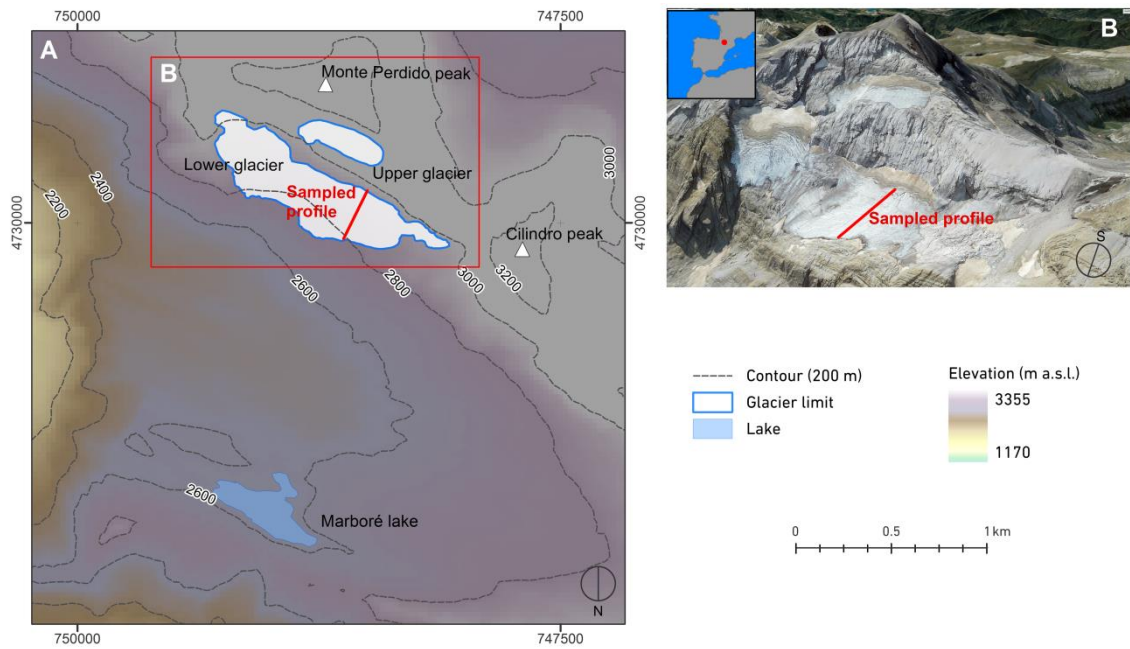 750000
747500
A
B
Monte Perdido peak
Lower glacier
Upper glacier
Sampled
profile
Cilindro peak
2200
2400
2600
2800
3000
3200
3000
4730000
4730000
2600
Marboré lake
N
750000
747500
B
Sampled profile
S
Contour (200 m)
Glacier limit
Lake
Elevation (m a.s.l.)
3355
1170
0
0.5
1 km